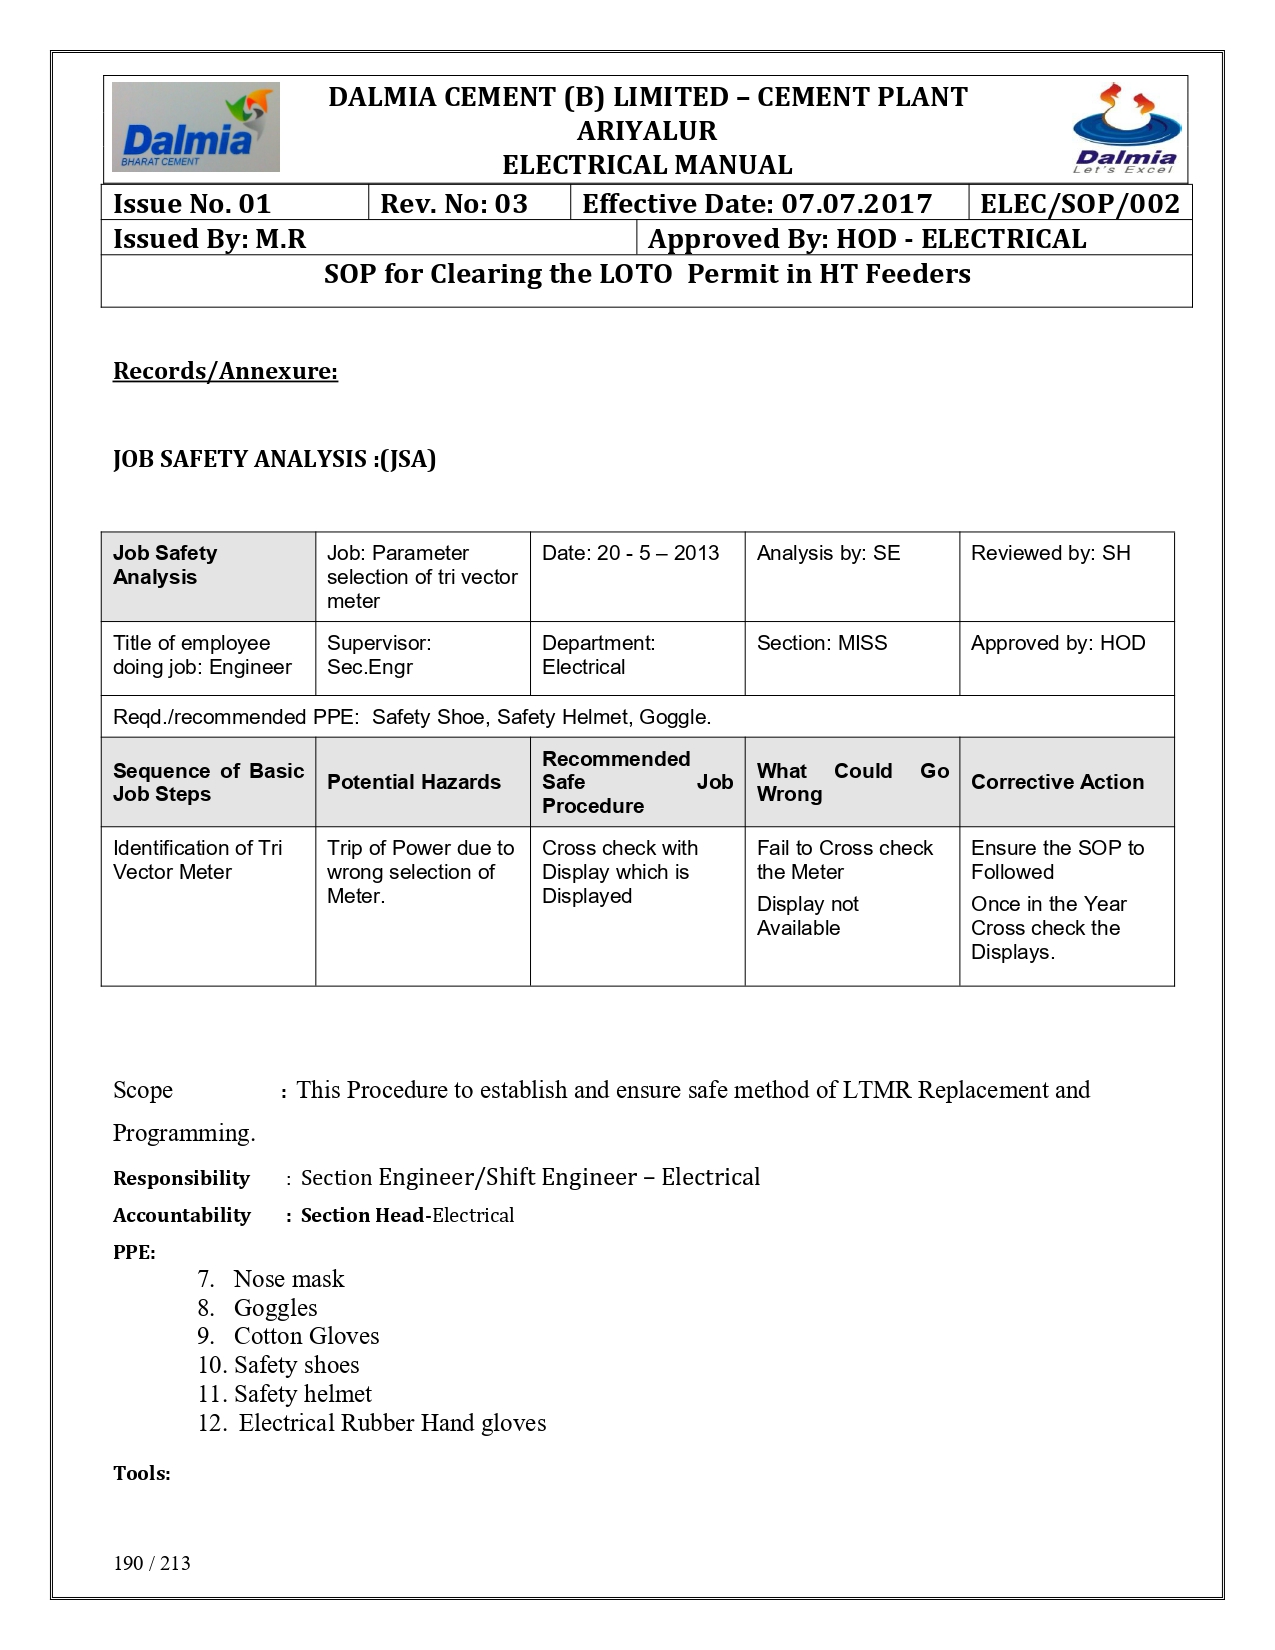 Dalmia
BHARAT CEMENT
DALMIA CEMENT (B) LIMITED – CEMENT PLANT
ARIYALUR
ELECTRICAL MANUAL
Dalmia
Let's Excel
Issue No. 01 Rev. No: 03 Effective Date: 07.07.2017 ELEC/SOP/002
Issued By: M.R Approved By: HOD - ELECTRICAL
SOP for Clearing the LOTO Permit in HT Feeders
Records/Annexure:
JOB SAFETY ANALYSIS :(JSA)
Job Safety
Analysis
Job: Parameter
selection of tri vector
meter
Date: 20 - 5 – 2013
Analysis by: SE
Reviewed by: SH
Title of employee
doing job: Engineer
Supervisor:
Sec.Engr
Department:
Electrical
Section: MISS
Approved by: HOD
Reqd./recommended PPE: Safety Shoe, Safety Helmet, Goggle.
Sequence of Basic
Job Steps
Potential Hazards
Recommended
Safe Job
Procedure
What Could Go
Wrong
Corrective Action
Identification of Tri
Vector Meter
Trip of Power due to
wrong selection of
Meter.
Cross check with
Display which is
Displayed
Fail to Cross check
the Meter
Display not
Available
Ensure the SOP to
Followed
Once in the Year
Cross check the
Displays.
Scope : This Procedure to establish and ensure safe method of LTMR Replacement and
Programming.
Responsibility : Section Engineer/Shift Engineer – Electrical
Accountability : Section Head-Electrical
PPE:
7. Nose mask
8. Goggles
9. Cotton Gloves
10. Safety shoes
11. Safety helmet
12. Electrical Rubber Hand gloves
Tools:
190 / 213